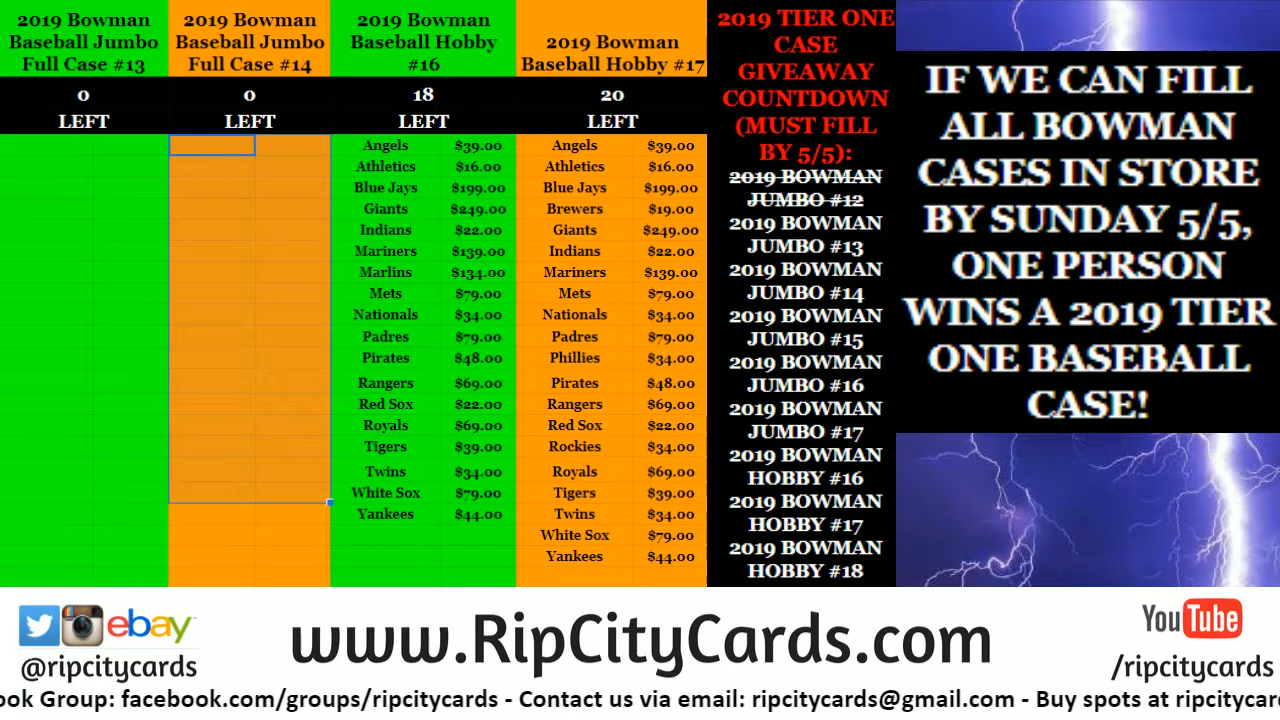 2019 Bowman
Baseball Jumbo
Full Case #13
0
LEFT
2019 Bowman
Baseball Jumbo
Full Case #14
0
LEFT
2019 Bowman
Baseball Hobby
#16
18
LEFT
Angels $39.00
Athletics $16.00
Blue Jays $199.00
Giants $249.00
Indians $22.00
Mariners $139.00
Marlins $134.00
Mets $79.00
Nationals $34.00
Padres $79.00
Pirates $48.00
Rangers $69.00
Red Sox $22.00
Royals $69.00
Tigers $39.00
Twins $34.00
White Sox $79.00
Yankees $44.00
2019 Bowman
Baseball Hobby #17
20
LEFT
Angels $39.00
Athletics $16.00
Blue Jays $199.00
Brewers $19.00
Giants $249.00
Indians $22.00
Mariners $139.00
Mets $79.00
Nationals $34.00
Padres $79.00
Phillies $34.00
Pirates $48.00
Rangers $69.00
Red Sox $22.00
Rockies $34.00
Royals $69.00
Tigers $39.00
Twins $34.00
White Sox $79.00
Yankees $44.00
2019 TIER ONE
CASE
GIVEAWAY
COUNTDOWN
(MUST FILL
BY 5/5):
2019 BOWMAN
JUMBO #12
2019 BOWMAN
JUMBO #13
2019 BOWMAN
JUMBO #14
2019 BOWMAN
JUMBO #15
2019 BOWMAN
JUMBO #16
2019 BOWMAN
JUMBO #17
2019 BOWMAN
HOBBY #16
2019 BOWMAN
HOBBY #17
2019 BOWMAN
HOBBY #18
IF WE CAN FILL
ALL BOWMAN
CASES IN STORE
BY SUNDAY 5/5,
ONE PERSON
WINS A 2019 TIER
ONE BASEBALL
CASE!
ebay
@ripcitycards
www.RipCityCards.com
YouTube
/ripcitycards
ook Group: facebook.com/groups/ripcitycards - Contact us via email: ripcitycards@gmail.com - Buy spots at ripcitycar